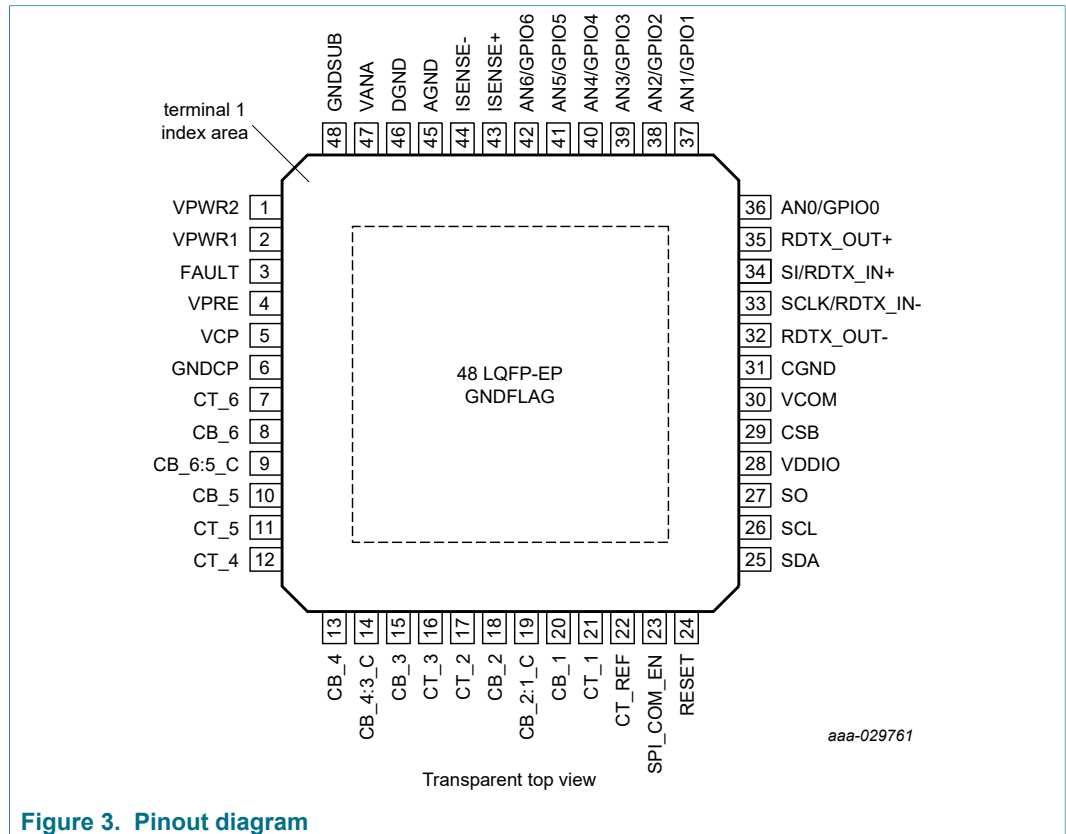 GNDSUB
VANA
DGND
AGND
ISENSE-
ISENSE+
AN6/GPIO6
AN5/GPIO5
AN4/GPIO4
AN3/GPIO3
AN2/GPIO2
AN1/GPIO1
terminal 1
index area
48
47
46
45
44
43
42
41
40
39
38
37
VPWR2 1
VPWR1 2
FAULT 3
VPRE 4
VCP 5
GNDCP 6
CT_6 7
CB_6 8
CB_6:5_C 9
CB_5 10
CT_5 11
CT_4 12
48 LQFP-EP
GNDFLAG
36 AN0/GPIO0
35 RDTX_OUT+
34 SI/RDTX_IN+
33 SCLK/RDTX_IN-
32 RDTX_OUT-
31 CGND
30 VCOM
29 CSB
28 VDDIO
27 SO
26 SCL
25 SDA
13
14
15
16
17
18
19
20
21
22
23
24
CB_4
CB_4:3_C
CB_3
CT_3
CT_2
CB_2
CB_2:1_C
CB_1
CT_1
CT_REF
SPI_COM_EN
RESET
aaa-029761
Transparent top view
Figure 3. Pinout diagram